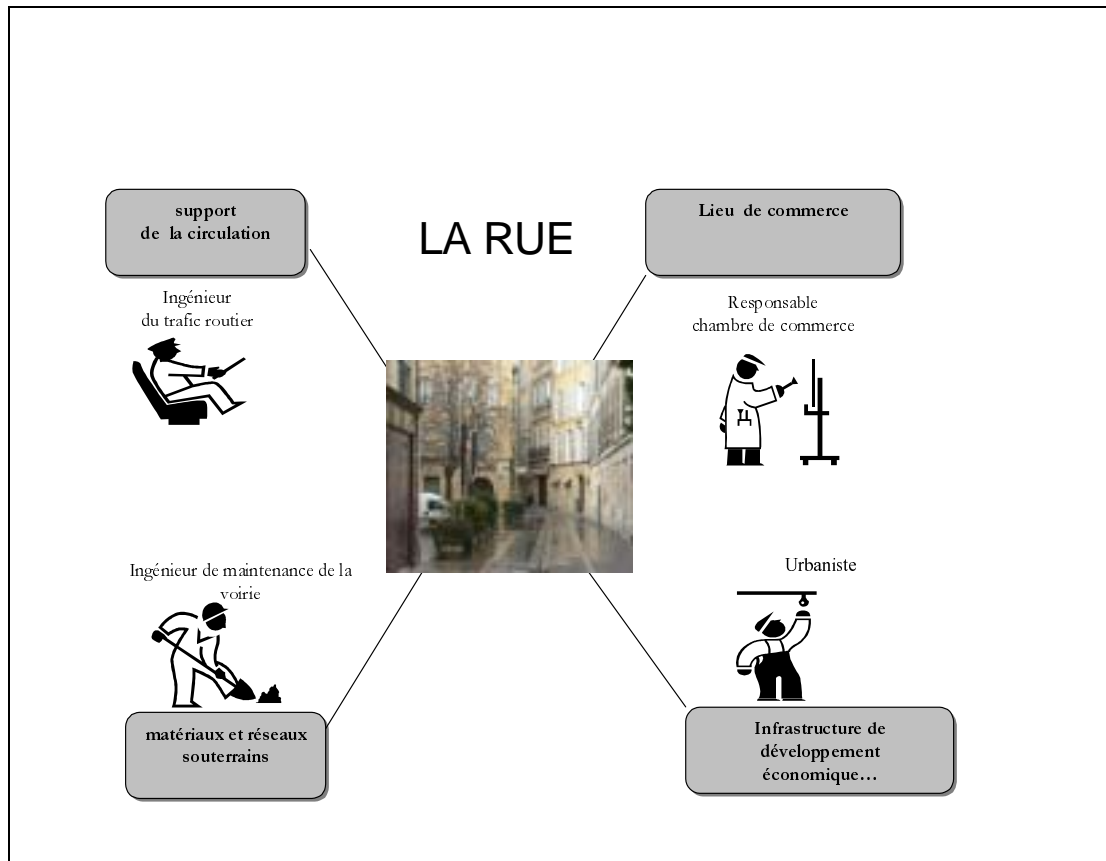 support
de la circulation
LA RUE
Lieu de commerce
Ingénieur
du trafic routier
Responsable
chambre de commerce
Ingénieur de maintenance de la
voirie
Urbaniste
matériaux et réseaux
souterrains
Infrastructure de
développement
économique…